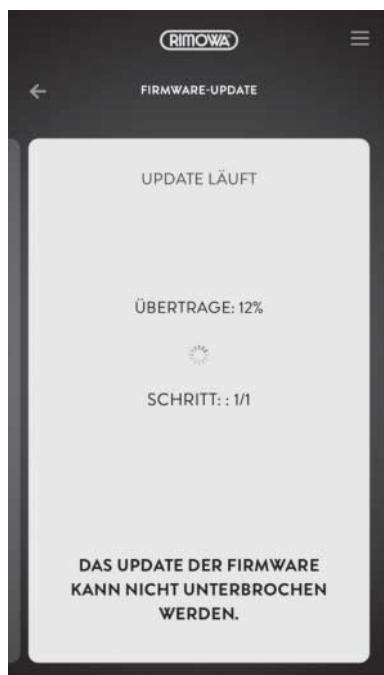 RIMOWA
FIRMWARE-UPDATE
UPDATE LÄUFT
ÜBERTRAGE: 12%
SCHRITT: : 1/1
DAS UPDATE DER FIRMWARE
KANN NICHT UNTERBROCHEN
WERDEN.